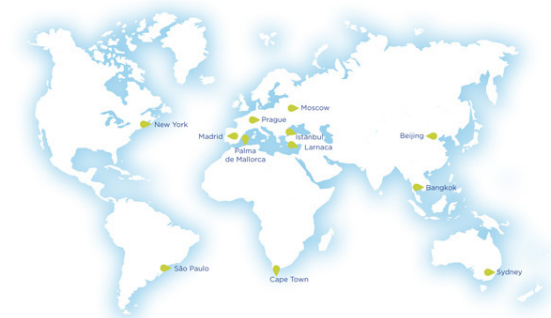 Moscow
Prague
New York
Madrid
Istanbul
Beijing
Larnaca
Palma
de Mallorca
Bangkok
São Paulo
Sydney
Cape Town